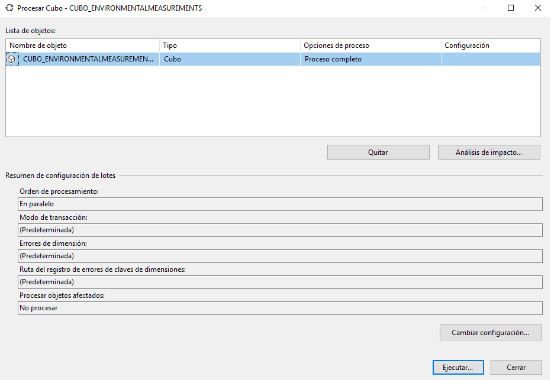 Procesar Cubo - CUBO_ENVIRONMENTALMEASUREMENTS
Lista de objetos:
Nombre de objeto Tipo Opciones de proceso Configuración
CUBO_ENVIRONMENTALMEASUREMEN... Cubo Proceso completo
Quitar Análisis de impacto...
Resumen de configuración de lotes
Orden de procesamiento:
En paralelo
Modo de transacción:
(Predeterminada)
Errores de dimensión:
(Predeterminada)
Ruta del registro de errores de claves de dimensiones:
(Predeterminada)
Procesar objetos afectados:
No procesar
Cambiar configuración...
Ejecutar... Cerrar